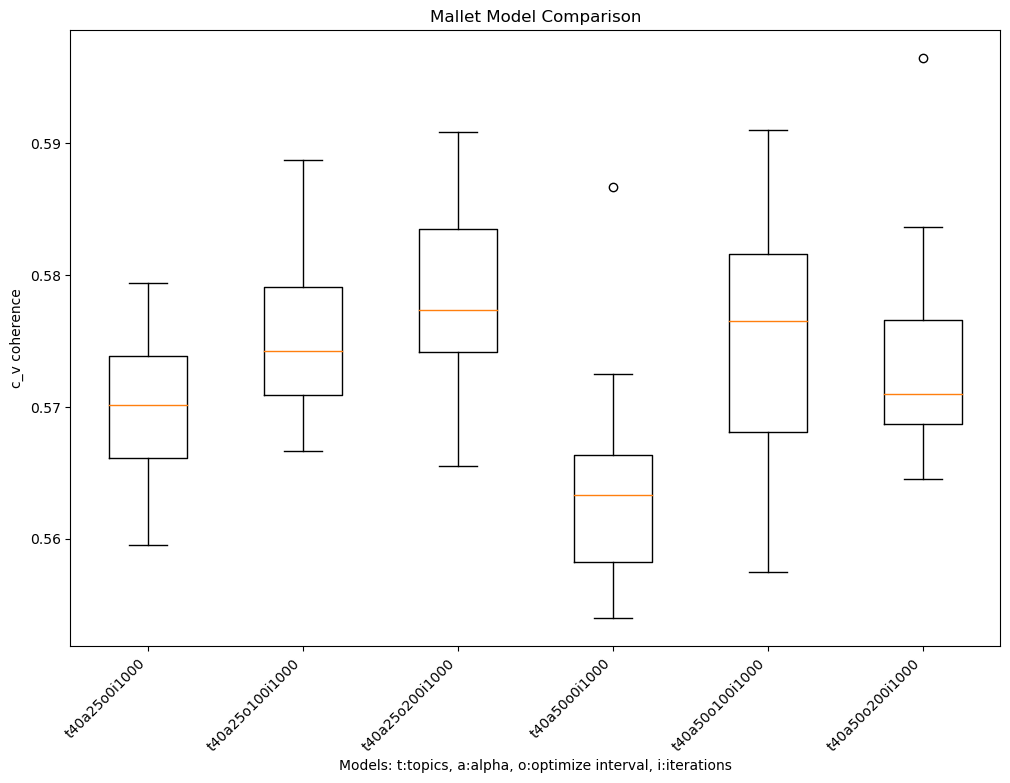 Mallet Model Comparison
0.59
0.58
0.57
0.56
c_v coherence
t40a25o0i1000
t40a25o100i1000
t40a25o200i1000
t40a50o0i1000
t40a50o100i1000
t40a50o200i1000
Models: t:topics, a:alpha, o:optimize interval, i:iterations